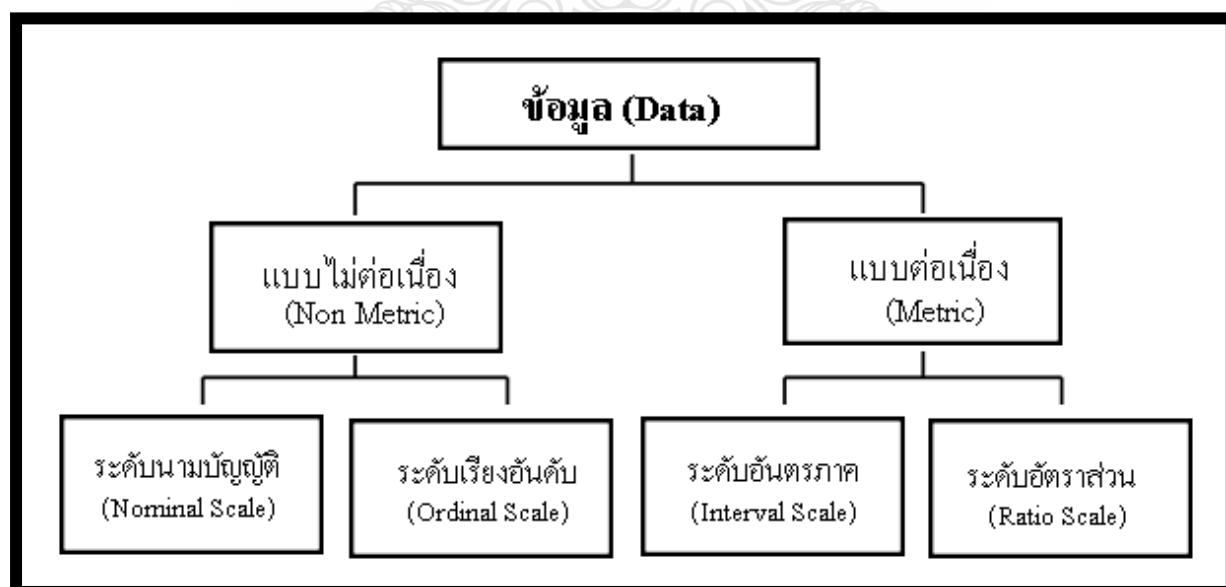 ข้อมูล (Data)
แบบไม่ต่อเนื่อง
(Non Metric)
แบบต่อเนื่อง
(Metric)
ระดับนามบัญญัติ
(Nominal Scale)
ระดับเรียงอันดับ
(Ordinal Scale)
ระดับอันตรภาค
(Interval Scale)
ระดับอัตราส่วน
(Ratio Scale)